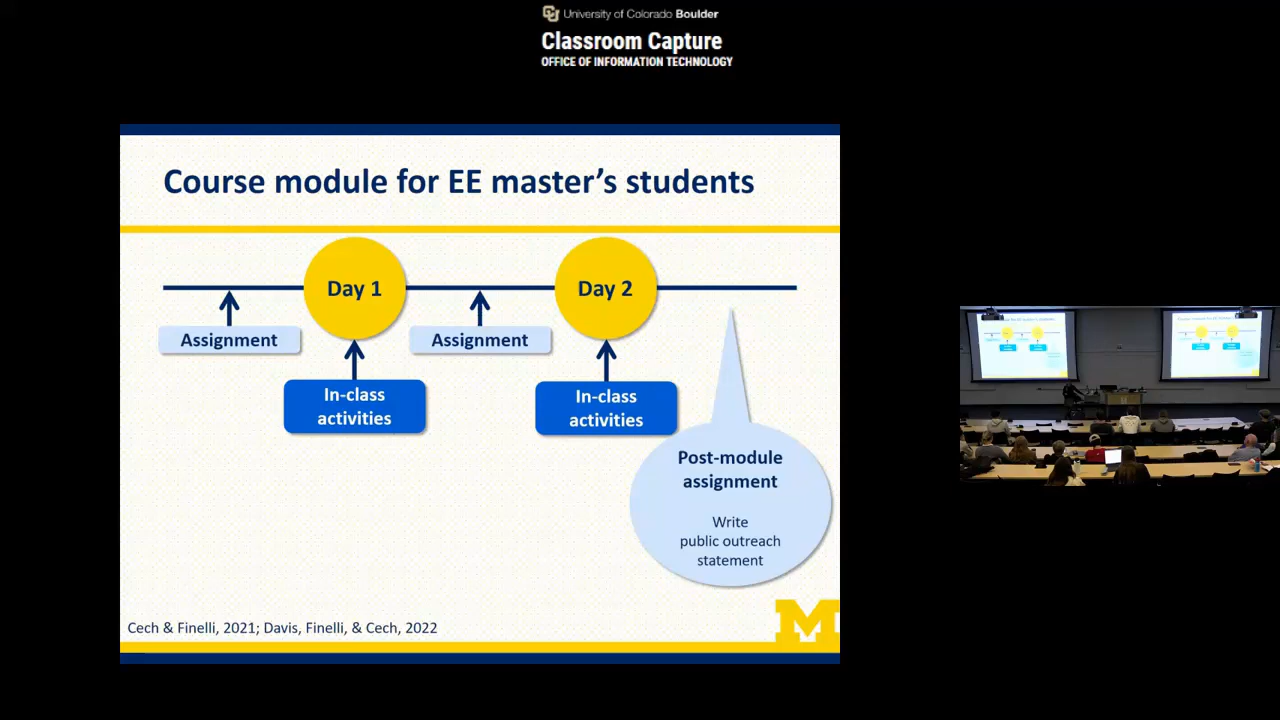 University of Colorado Boulder
Classroom Capture
OFFICE OF INFORMATION TECHNOLOGY
Course module for EE master's students
Day 1
Day 2
Assignment
Assignment
In-class
activities
In-class
activities
Post-module
assignment
Write
public outreach
statement
Cech & Finelli, 2021; Davis, Finelli, & Cech, 2022
M